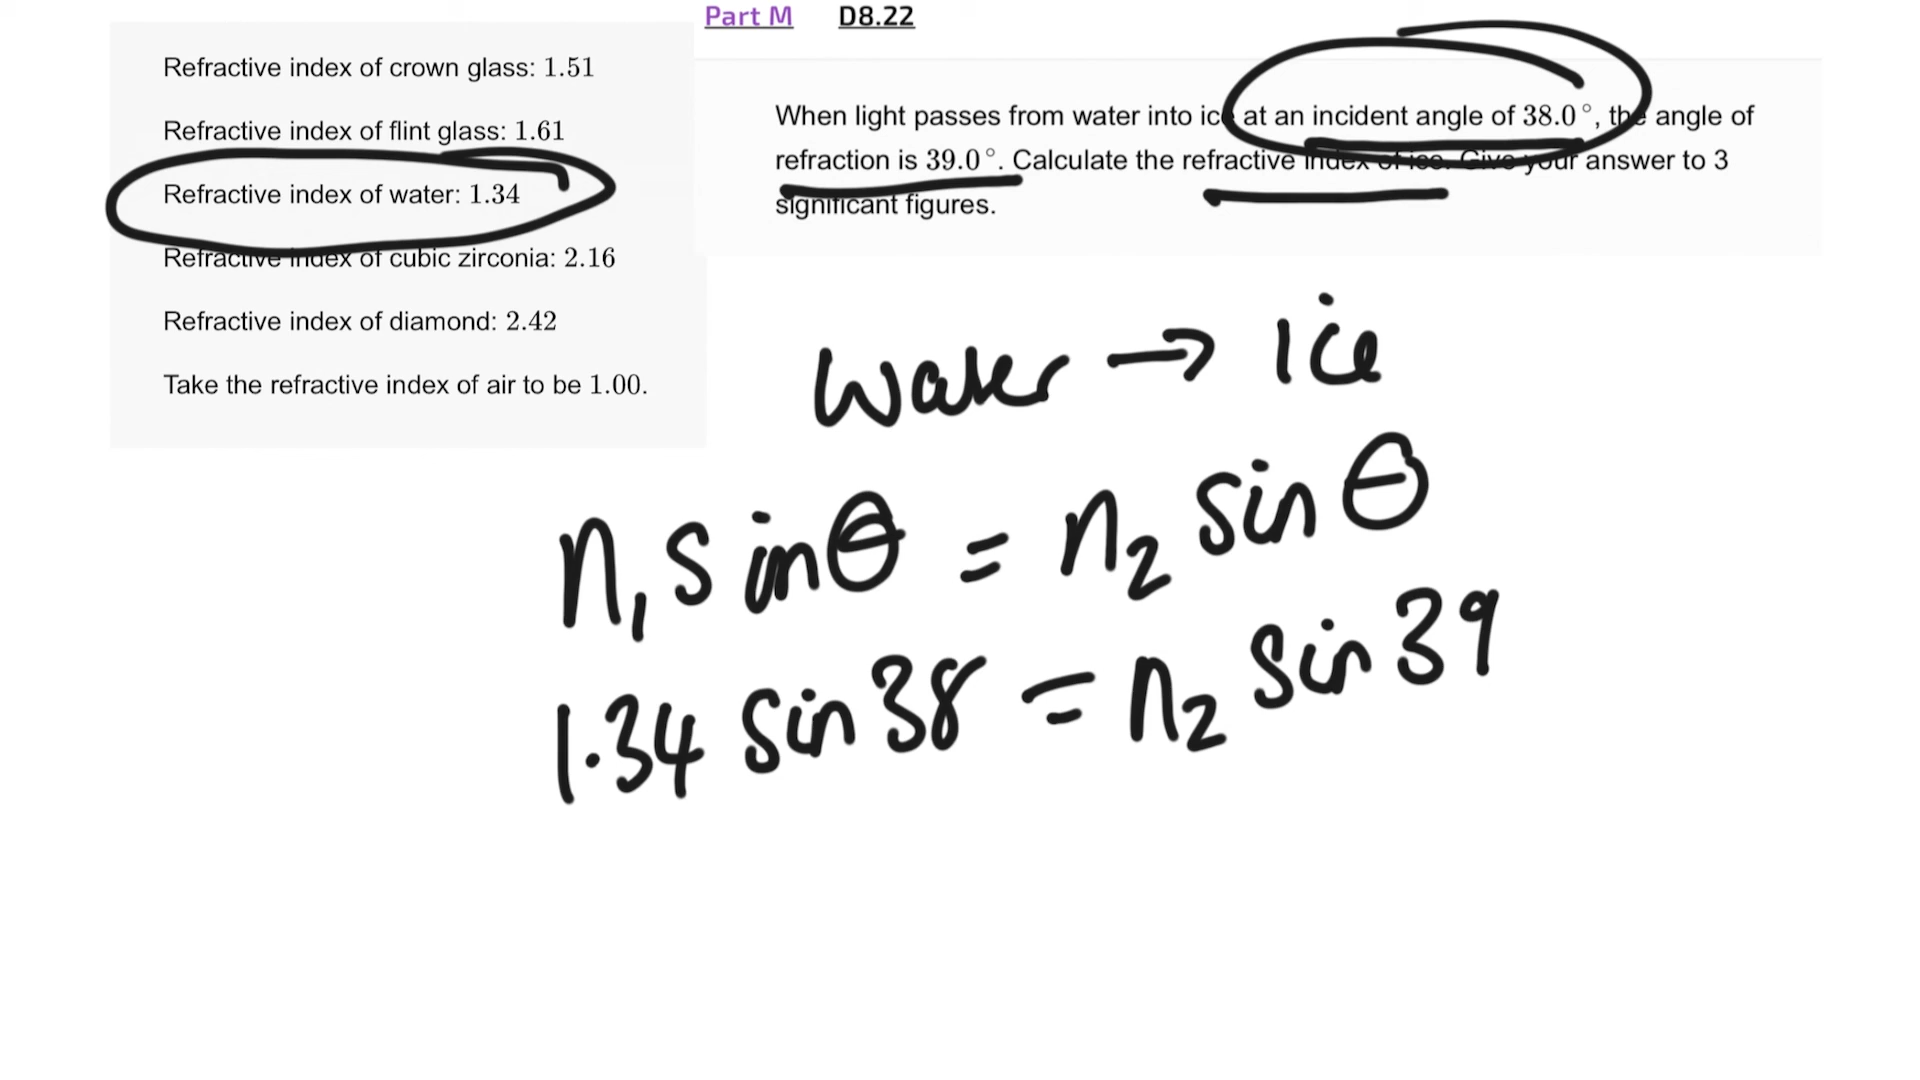 Part M D8.22
Refractive index of crown glass: 1.51
Refractive index of flint glass: 1.61
Refractive index of water: 1.34
Refractive index of cubic zirconia: 2.16
Refractive index of diamond: 2.42
Take the refractive index of air to be 1.00.
When light passes from water into ice at an incident angle of 38.0°, the angle of
refraction is 39.0°. Calculate the refractive index of ice. Give your answer to 3
significant figures.
water → ice
n₁ sinθ = n₂ sinθ
1.34 sin 38 = n₂ sin 39